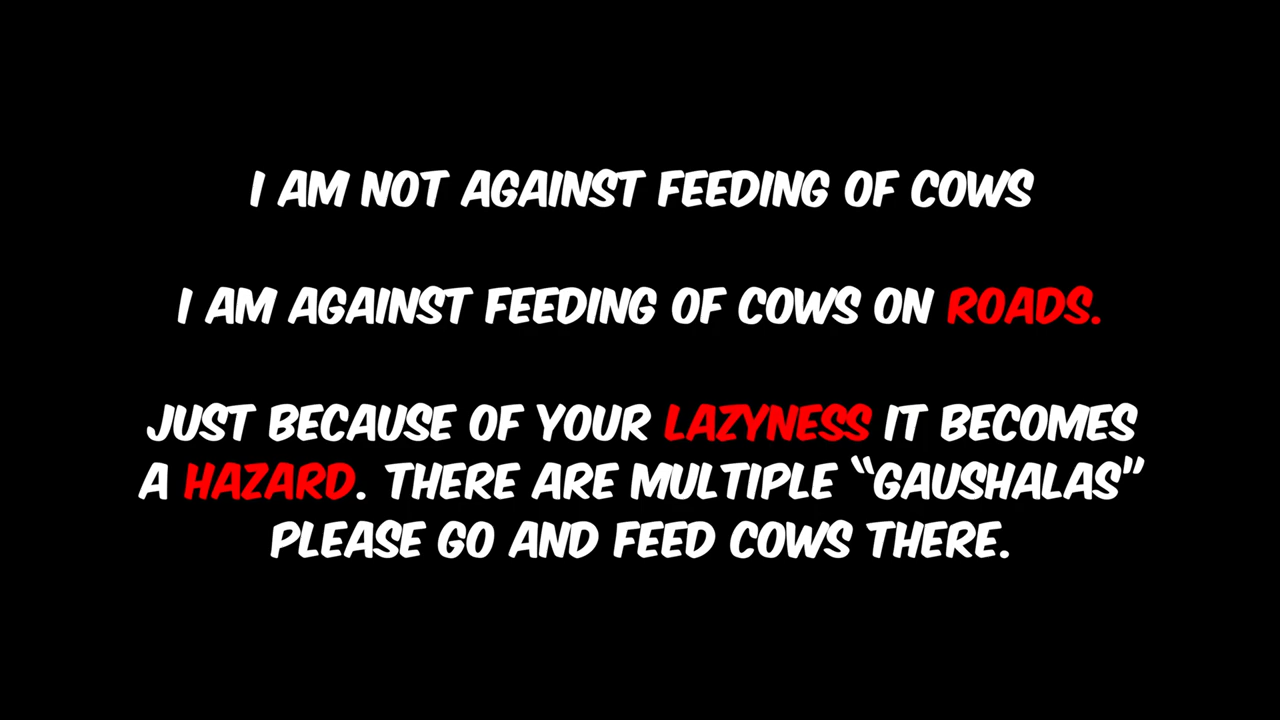 I AM NOT AGAINST FEEDING OF COWS
I AM AGAINST FEEDING OF COWS ON ROADS.
JUST BECAUSE OF YOUR LAZYNESS IT BECOMES
A HAZARD. THERE ARE MULTIPLE “GAUSHALAS”
PLEASE GO AND FEED COWS THERE.